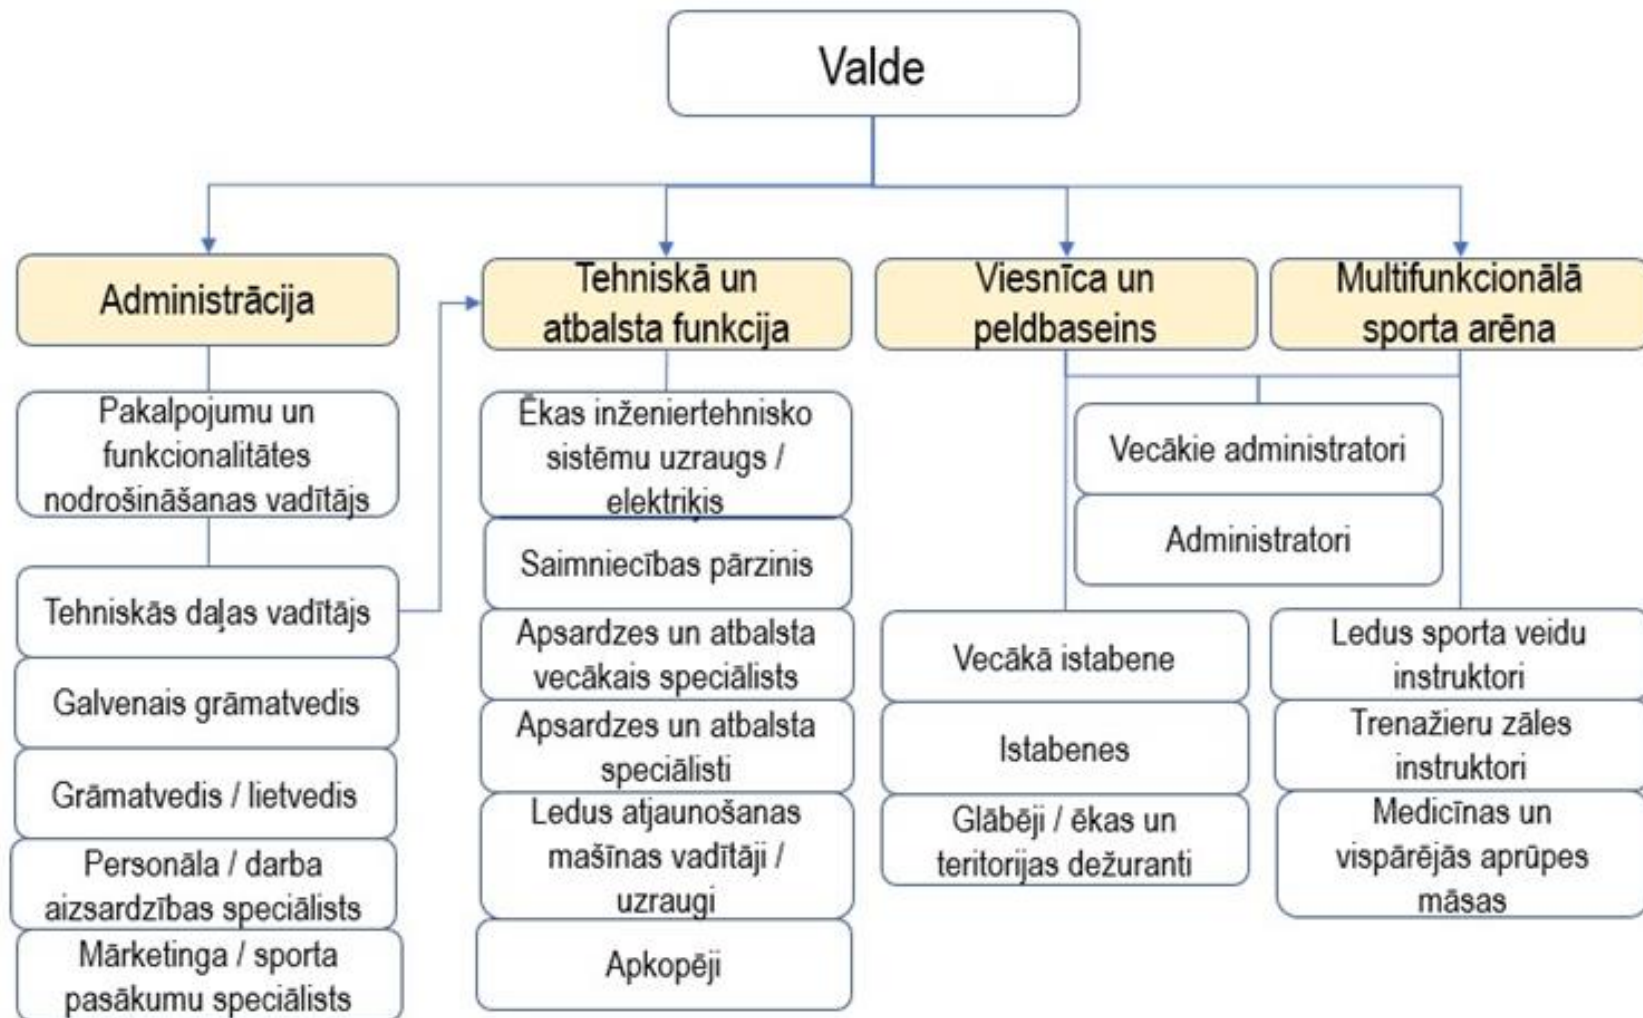 Valde
Administrācija
Pakalpojumu un
funkcionalitātes
nodrošināšanas vadītājs
Tehniskās daļas vadītājs
Galvenais grāmatvedis
Grāmatvedis / lietvedis
Personāla / darba
aizsardzības speciālists
Mārketinga / sporta
pasākumu speciālists
Tehniskā un
atbalsta funkcija
Ēkas inženiertehnisko
sistēmu uzraugs /
elektriķis
Saimniecības pārzinis
Apsardzes un atbalsta
vecākais speciālists
Apsardzes un atbalsta
speciālisti
Ledus atjaunošanas
mašīnas vadītāji /
uzraugi
Apkopēji
Viesnīca un
peldbaseins
Multifunkcionālā
sporta arēna
Vecākie administratori
Administratori
Vecākā istabene
Istabenes
Glābēji / ēkas un
teritorijas dežuranti
Ledus sporta veidu
instruktori
Trenažieru zāles
instruktori
Medicīnas un
vispārējās aprūpes
māsas